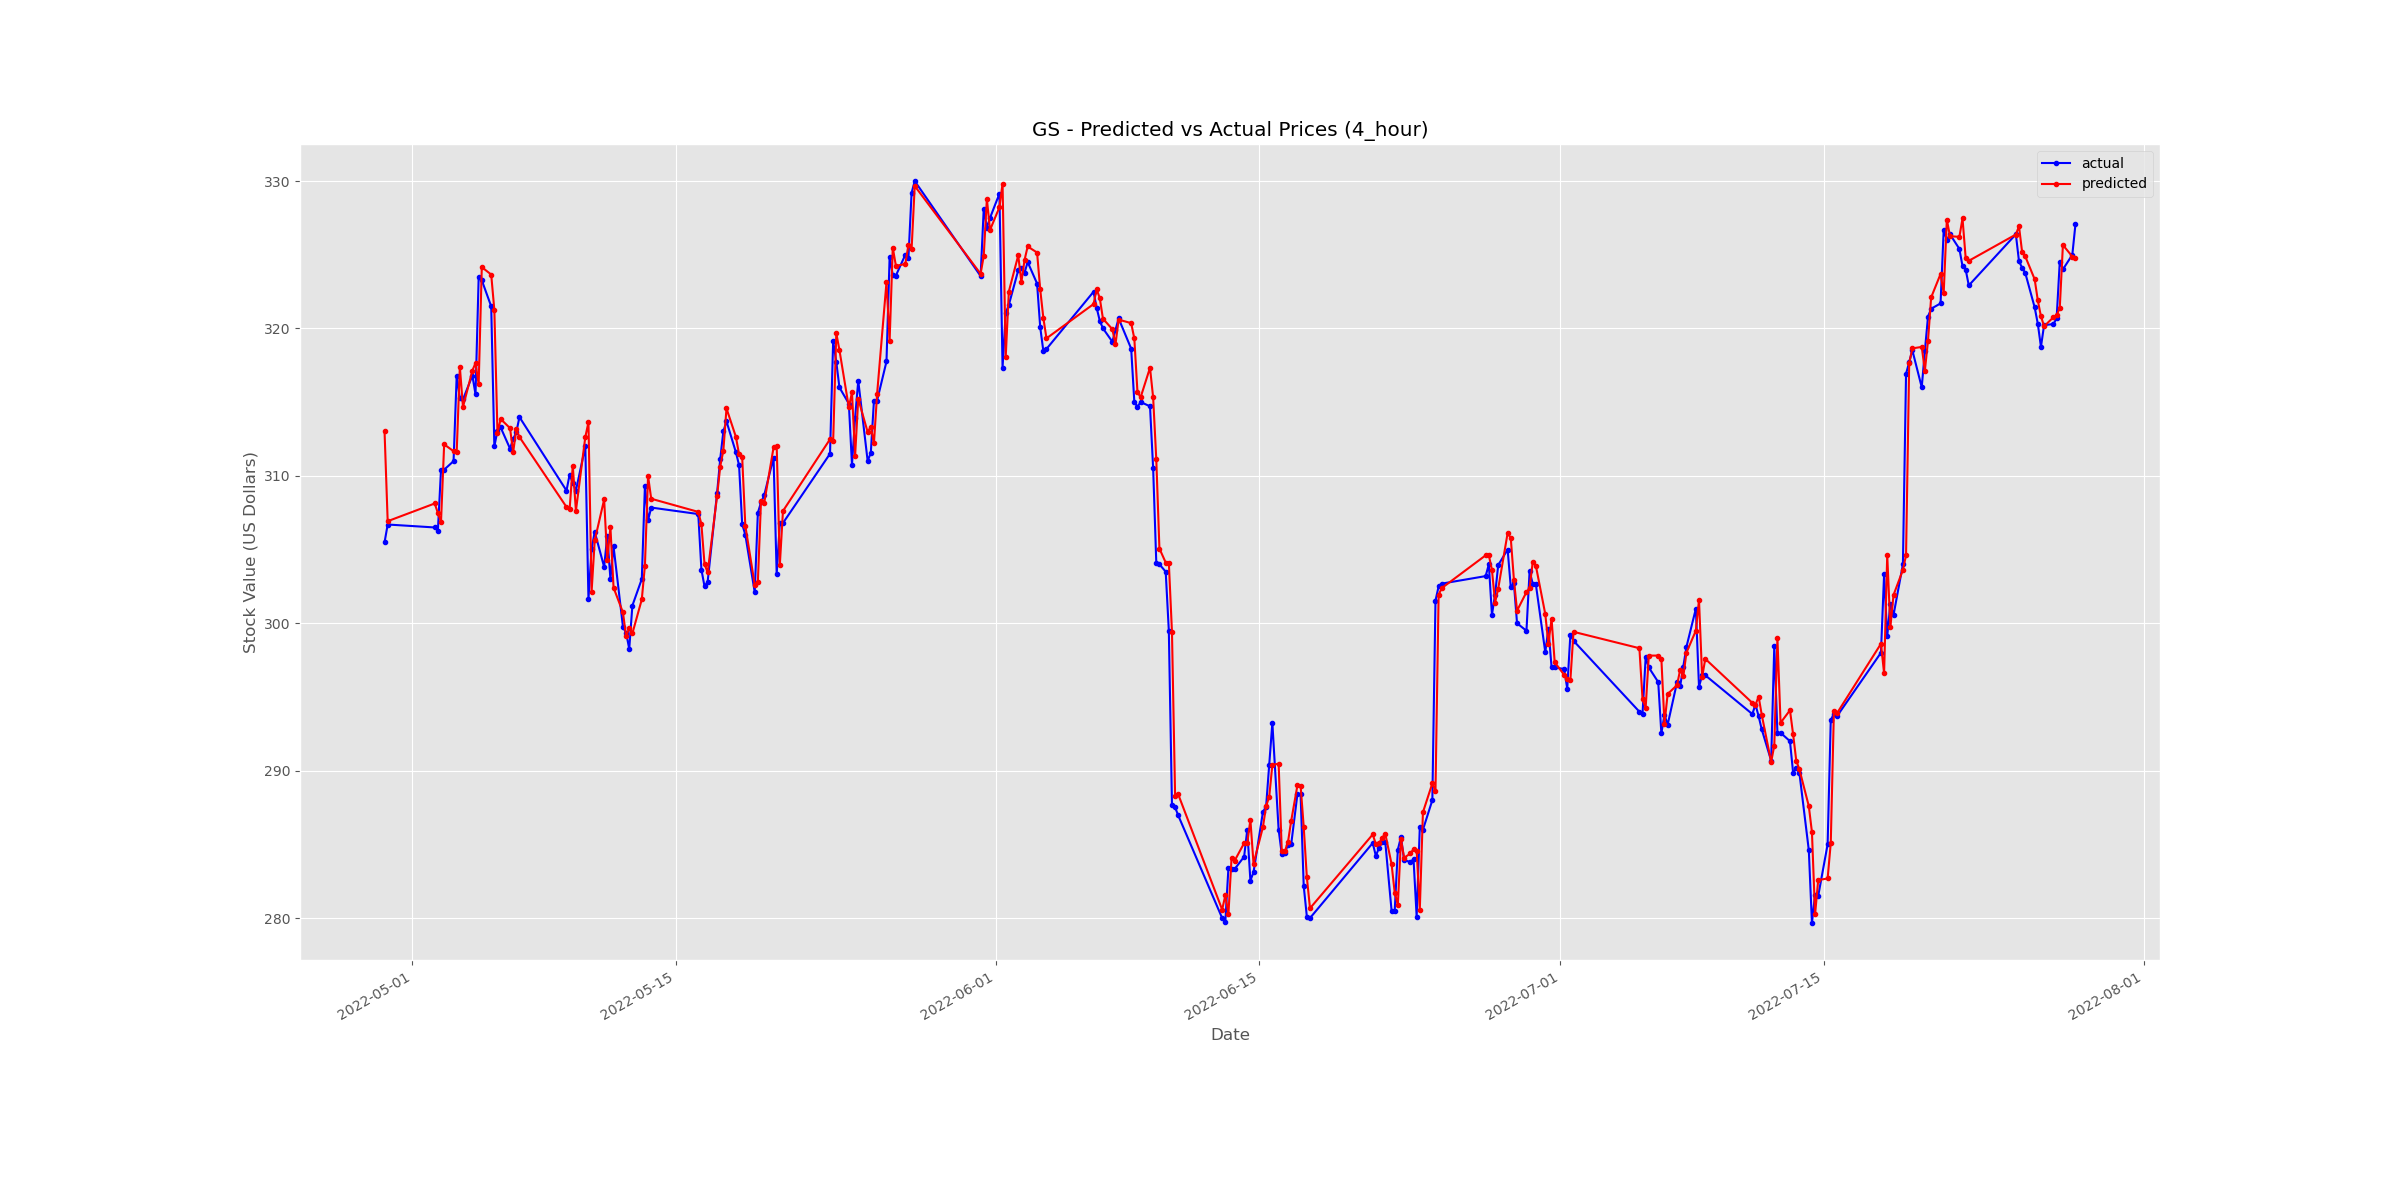 GS - Predicted vs Actual Prices (4_hour)
actual
predicted
Stock Value (US Dollars)
330
320
310
300
290
280
2022-05-01
2022-05-15
2022-06-01
2022-06-15
2022-07-01
2022-07-15
2022-08-01
Date